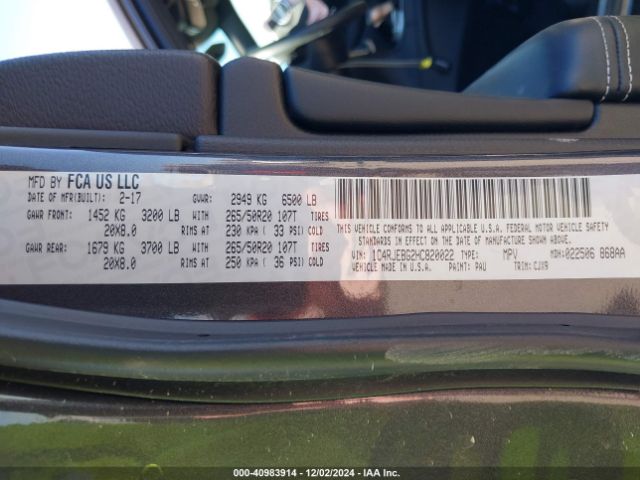 MFD BY FCA US LLC
DATE OF MFR(BUILT) 2-17 GVWR: 2949 KG 6500 LB
GAWR FRONT: 1452 KG 3200 LB WITH 265/50R20 107T TIRES
20X8.0 RIMS AT 230 KPA ( 33 PSI) COLD
GAWR REAR: 1679 KG 3700 LB WITH 265/50R20 107T TIRES
20X8.0 RIMS AT 250 KPA ( 36 PSI) COLD
THIS VEHICLE CONFORMS TO ALL APPLICABLE U.S.A. FEDERAL MOTOR VEHICLE SAFETY
STANDARDS IN EFFECT ON THE DATE OF MANUFACTURE SHOWN ABOVE.
VIN: 1C4RJEBG2HC820022 TYPE: MPV MDH: 022506 868AA
VEHICLE MADE IN U.S.A. PAINT: PAU TRIM: CJX9
00-40983914 - 12/02/2024 - IAA Inc.